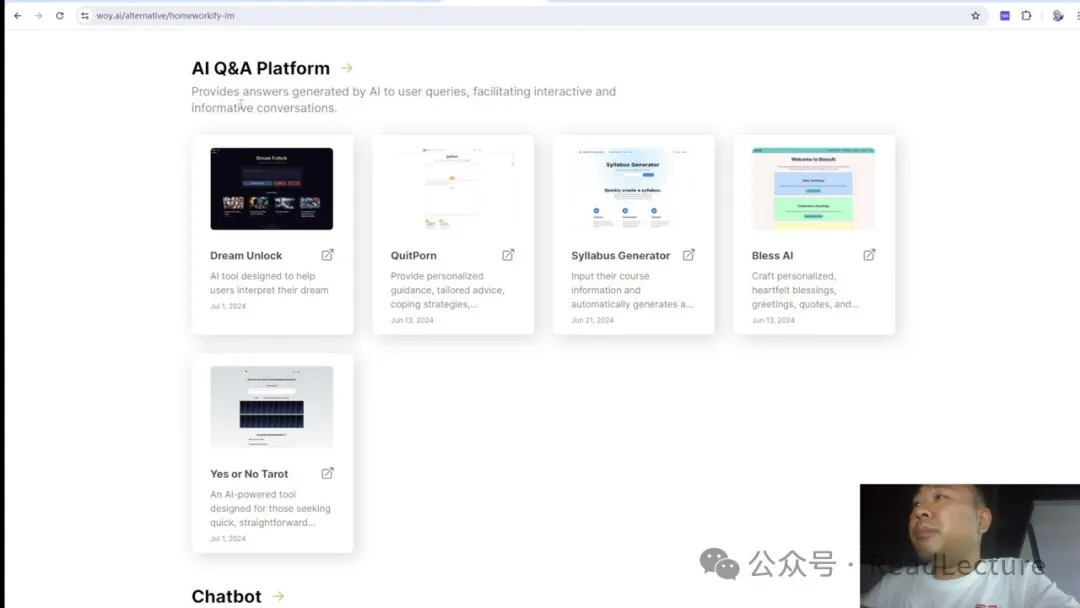 woy.ai/alternative/homeworkify-im
AI Q&A Platform →
Provides answers generated by AI to user queries, facilitating interactive and
informative conversations.
Dream Unlock
Syllabus Generator
Quickly create a syllabus.
Welcome to BlessAI
Dream Unlock
AI tool designed to help
users interpret their dream
Jul 1, 2024
QuitPorn
Provide personalized
guidance, tailored advice,
coping strategies,...
Jun 13, 2024
Syllabus Generator
Input their course
information and
automatically generates a...
Jun 21, 2024
Bless AI
Craft personalized,
heartfelt blessings,
greetings, quotes, and...
Jun 13, 2024
Yes or No Tarot
An AI-powered tool
designed for those seeking
quick, straightforward...
Jul 1, 2024
Chatbot →
公众号 · ReadLecture